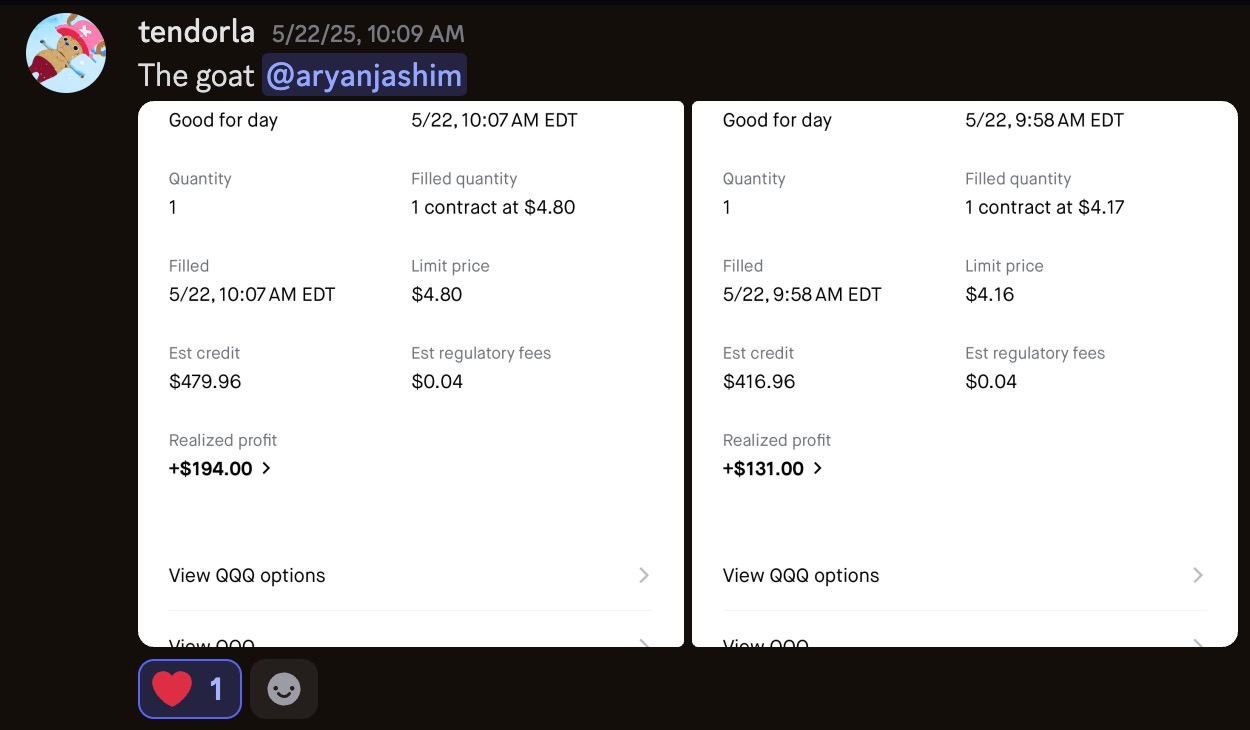 tendorla 5/22/25, 10:09 AM
The goat @aryanjashim
Good for day 5/22, 10:07 AM EDT
Quantity Filled quantity
1 1 contract at $4.80
Filled Limit price
5/22, 10:07 AM EDT $4.80
Est credit Est regulatory fees
$479.96 $0.04
Realized profit
+$194.00
View QQQ options
View QQQ
Good for day 5/22, 9:58 AM EDT
Quantity Filled quantity
1 1 contract at $4.17
Filled Limit price
5/22, 9:58 AM EDT $4.16
Est credit Est regulatory fees
$416.96 $0.04
Realized profit
+$131.00
View QQQ options
View QQQ
1